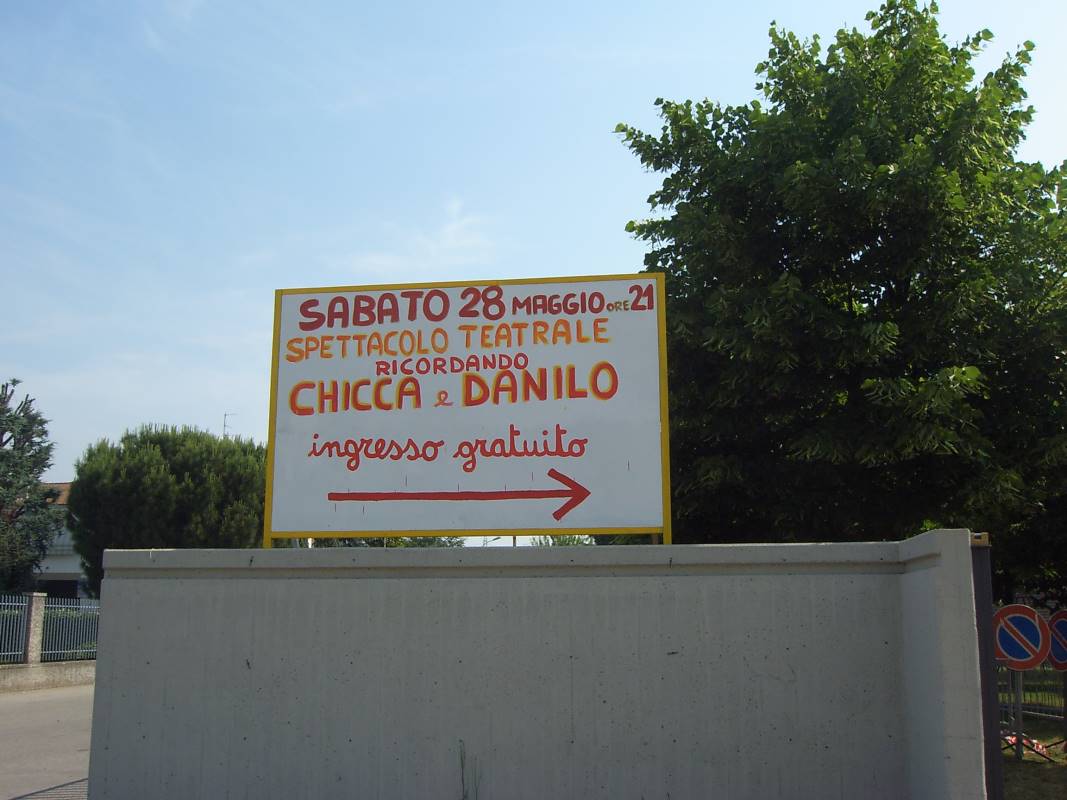 SABATO 28 MAGGIO ORE 21
SPETTACOLO TEATRALE
RICORDANDO
CHICCA e DANILO
ingresso gratuito